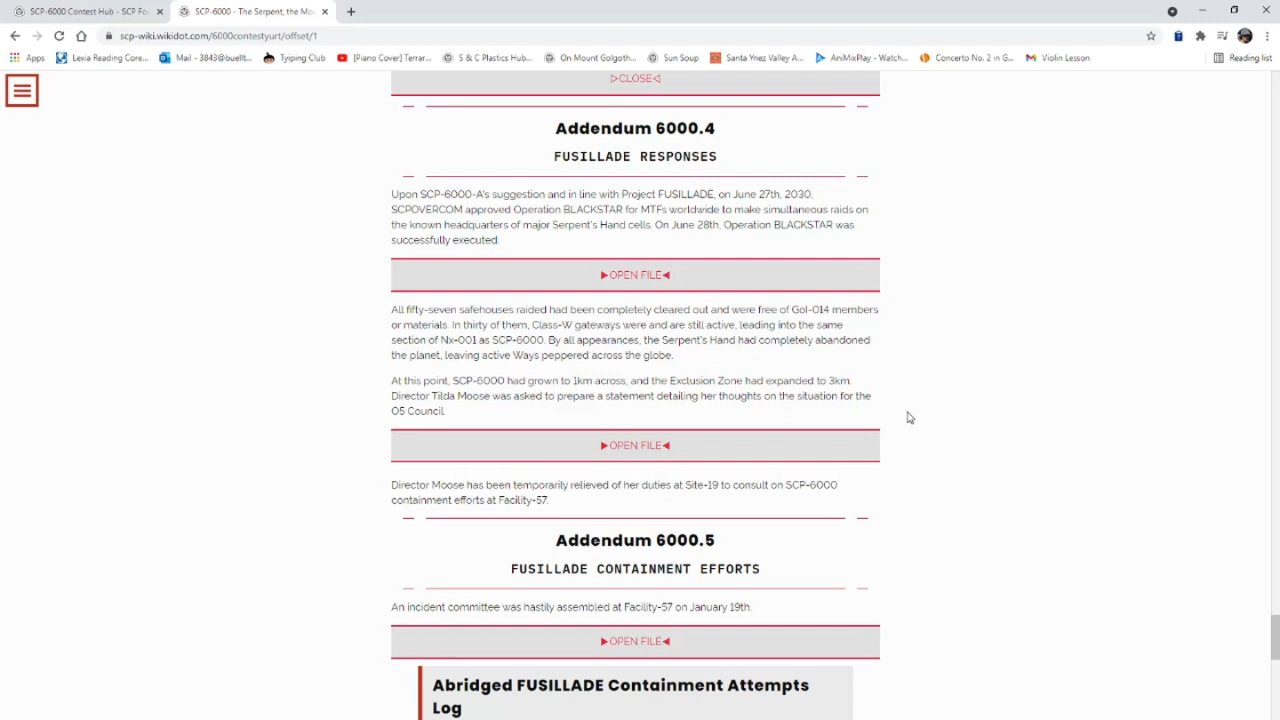 SCP-6000 Contest Hub - SCP Fo
SCP-6000 - The Serpent, the Mo
scp-wiki.wikidot.com/6000contestyurt/offset/1
Apps
Lexia Reading Core...
Mail - 3843@buellt...
Tyiping Club
[Piano Cover] Terrar...
S & C Plastics Hub...
On Mount Golgoth...
Sun Soup
Santa Ynez Valley A...
AniMixPlay - Watch...
Concerto No. 2 in G...
Violin Lesson
Reading list
▷CLOSE◁
Addendum 6000.4
FUSILLADE RESPONSES
Upon SCP-6000-A's suggestion and in line with Project FUSILLADE, on June 27th, 2030,
SCPOVERCOM approved Operation BLACKSTAR for MTFs worldwide to make simultaneous raids on
the known headquarters of major Serpent's Hand cells. On June 28th, Operation BLACKSTAR was
successfully executed.
▶OPEN FILE◀
All fifty-seven safehouses raided had been completely cleared out and were free of GoI-014 members
or materials. In thirty of them, Class-W gateways were and are still active, leading into the same
section of Nx-001 as SCP-6000. By all appearances, the Serpent's Hand had completely abandoned
the planet, leaving active Ways peppered across the globe.
At this point, SCP-6000 had grown to 1km across, and the Exclusion Zone had expanded to 3km.
Director Tilda Moose was asked to prepare a statement detailing her thoughts on the situation for the
O5 Council.
▶OPEN FILE◀
Director Moose has been temporarily relieved of her duties at Site-19 to consult on SCP-6000
containment efforts at Facility-57.
Addendum 6000.5
FUSILLADE CONTAINMENT EFFORTS
An incident committee was hastily assembled at Facility-57 on January 19th.
▶OPEN FILE◀
Abridged FUSILLADE Containment Attempts
Log